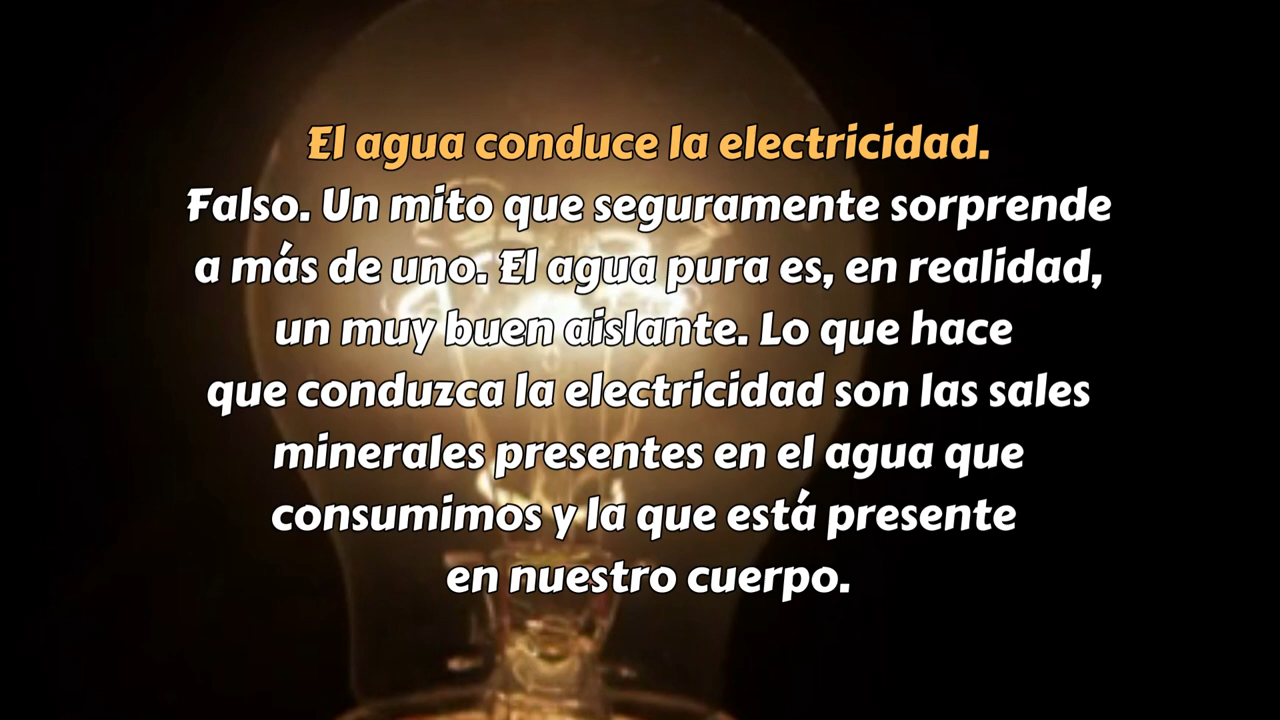 El agua conduce la electricidad.
Falso. Un mito que seguramente sorprende
a más de uno. El agua pura es, en realidad,
un muy buen aislante. Lo que hace
que conduzca la electricidad son las sales
minerales presentes en el agua que
consumimos y la que está presente
en nuestro cuerpo.